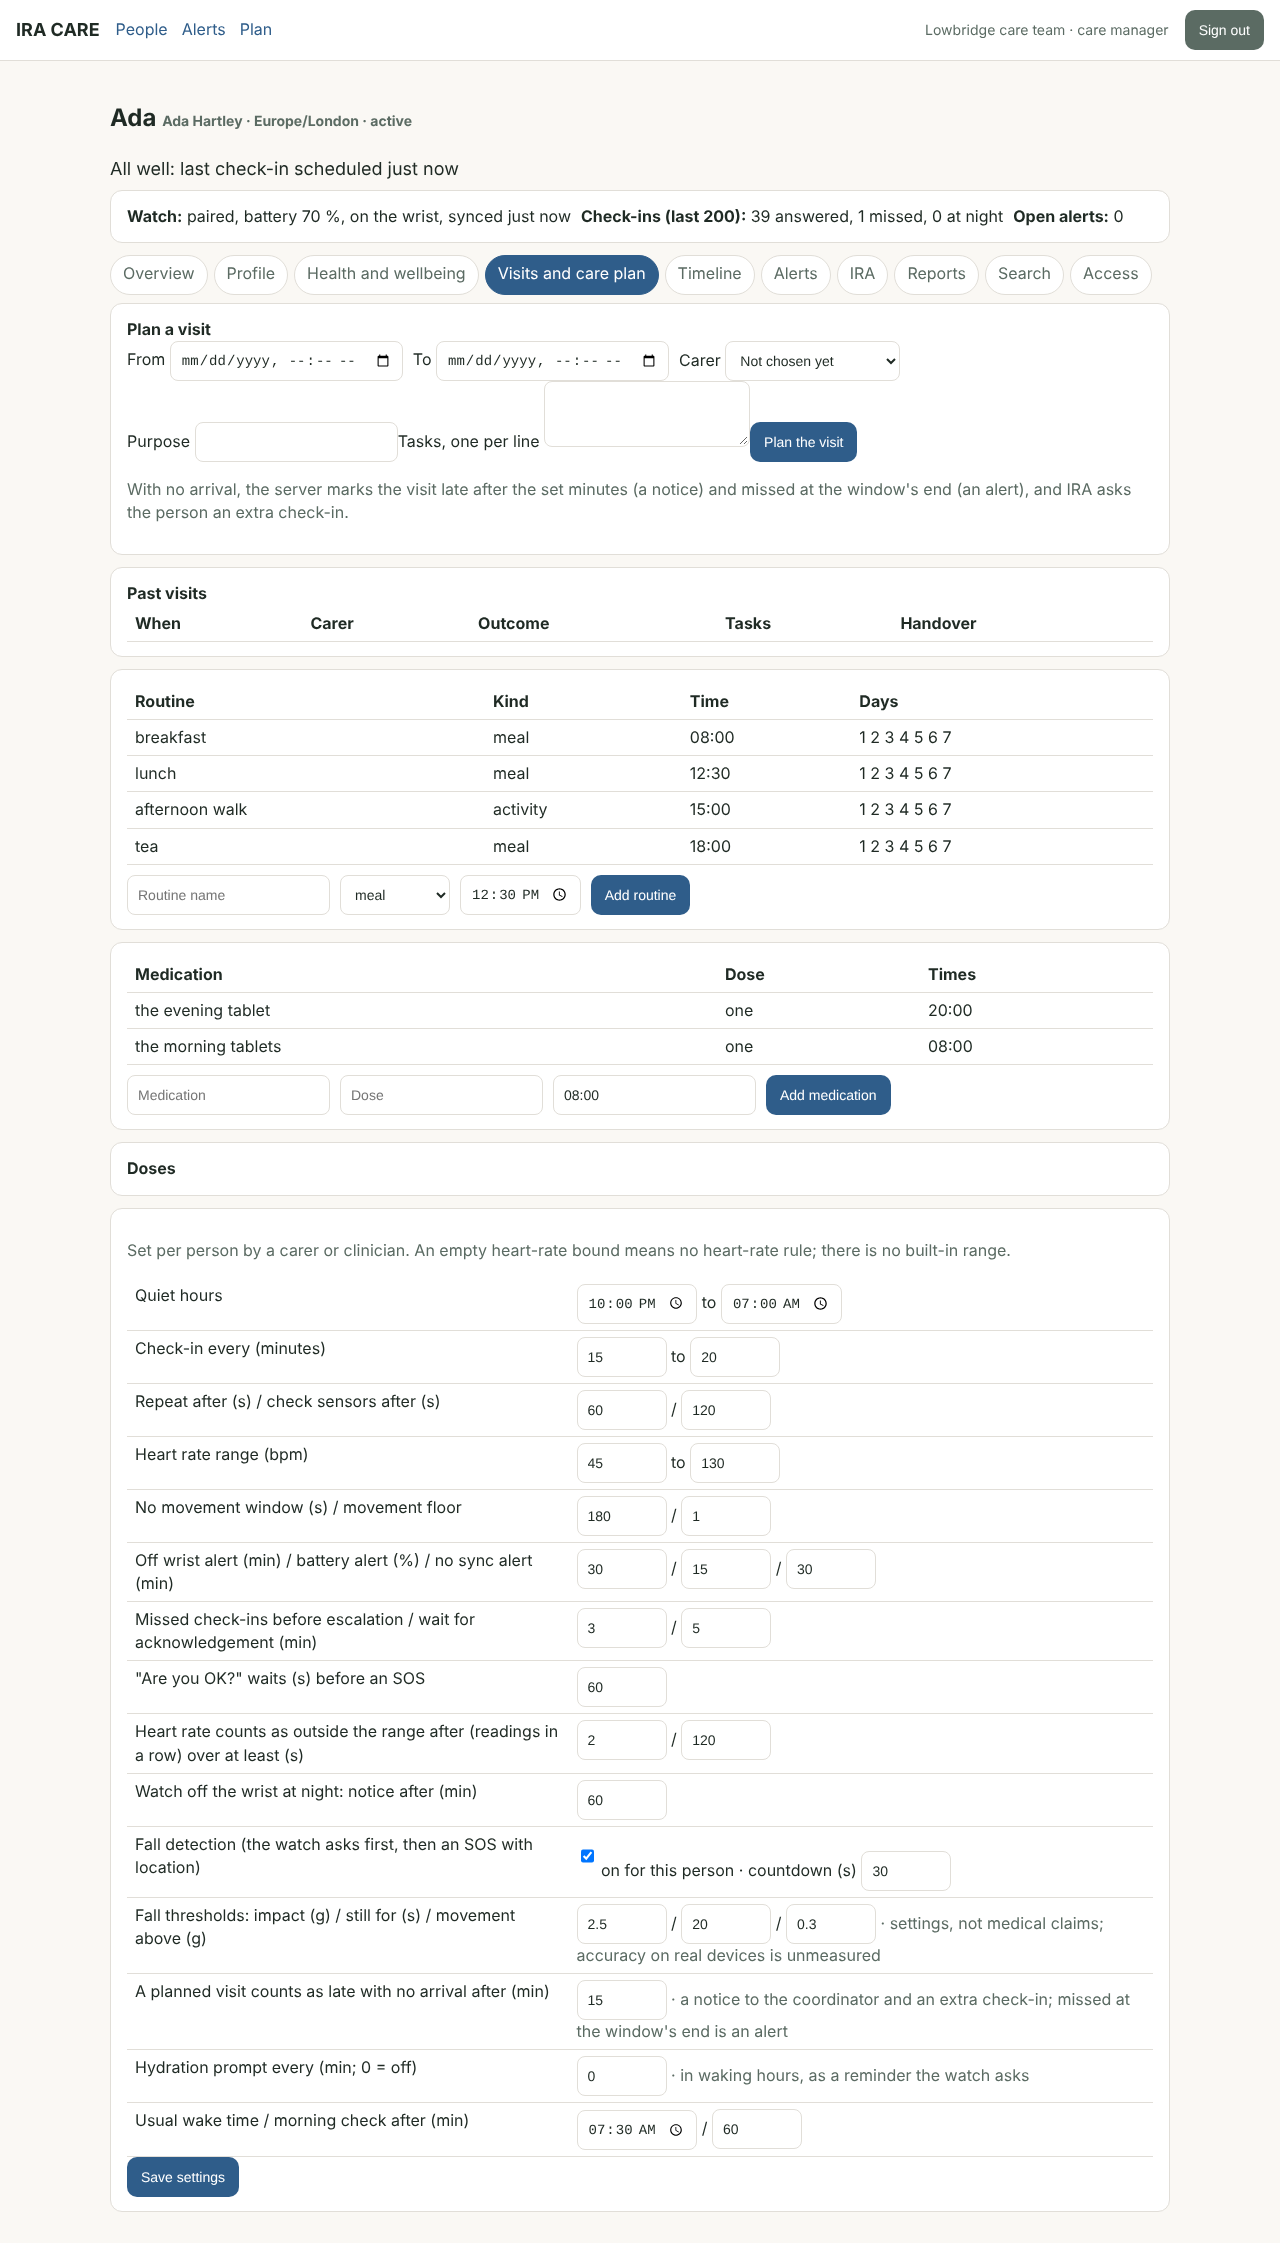 IRA CARE People Alerts Plan Lowbridge care team · care manager Sign out
Ada Ada Hartley · Europe/London · active
All well: last check-in scheduled just now
Watch: paired, battery 70 %, on the wrist, synced just now Check-ins (last 200): 39 answered, 1 missed, 0 at night Open alerts: 0
Overview Profile Health and wellbeing Visits and care plan Timeline Alerts IRA Reports Search Access
Plan a visit
From mm/dd/yyyy, --:-- -- To mm/dd/yyyy, --:-- -- Carer Not chosen yet
Purpose Tasks, one per line Plan the visit
With no arrival, the server marks the visit late after the set minutes (a notice) and missed at the window's end (an alert), and IRA asks
the person an extra check-in.
Past visits
When Carer Outcome Tasks Handover
Routine Kind Time Days
breakfast meal 08:00 1 2 3 4 5 6 7
lunch meal 12:30 1 2 3 4 5 6 7
afternoon walk activity 15:00 1 2 3 4 5 6 7
tea meal 18:00 1 2 3 4 5 6 7
Routine name meal 12:30 PM Add routine
Medication Dose Times
the evening tablet one 20:00
the morning tablets one 08:00
Medication Dose 08:00 Add medication
Doses
Set per person by a carer or clinician. An empty heart-rate bound means no heart-rate rule; there is no built-in range.
Quiet hours 10:00 PM to 07:00 AM
Check-in every (minutes) 15 to 20
Repeat after (s) / check sensors after (s) 60 / 120
Heart rate range (bpm) 45 to 130
No movement window (s) / movement floor 180 / 1
Off wrist alert (min) / battery alert (%) / no sync alert 30 / 15 / 30
(min)
Missed check-ins before escalation / wait for 3 / 5
acknowledgement (min)
"Are you OK?" waits (s) before an SOS 60
Heart rate counts as outside the range after (readings in 2 / 120
a row) over at least (s)
Watch off the wrist at night: notice after (min) 60
Fall detection (the watch asks first, then an SOS with
location) on for this person · countdown (s) 30
Fall thresholds: impact (g) / still for (s) / movement 2.5 / 20 / 0.3 · settings, not medical claims;
above (g) accuracy on real devices is unmeasured
A planned visit counts as late with no arrival after (min) 15 · a notice to the coordinator and an extra check-in; missed at
the window's end is an alert
Hydration prompt every (min; 0 = off) 0 · in waking hours, as a reminder the watch asks
Usual wake time / morning check after (min) 07:30 AM / 60
Save settings